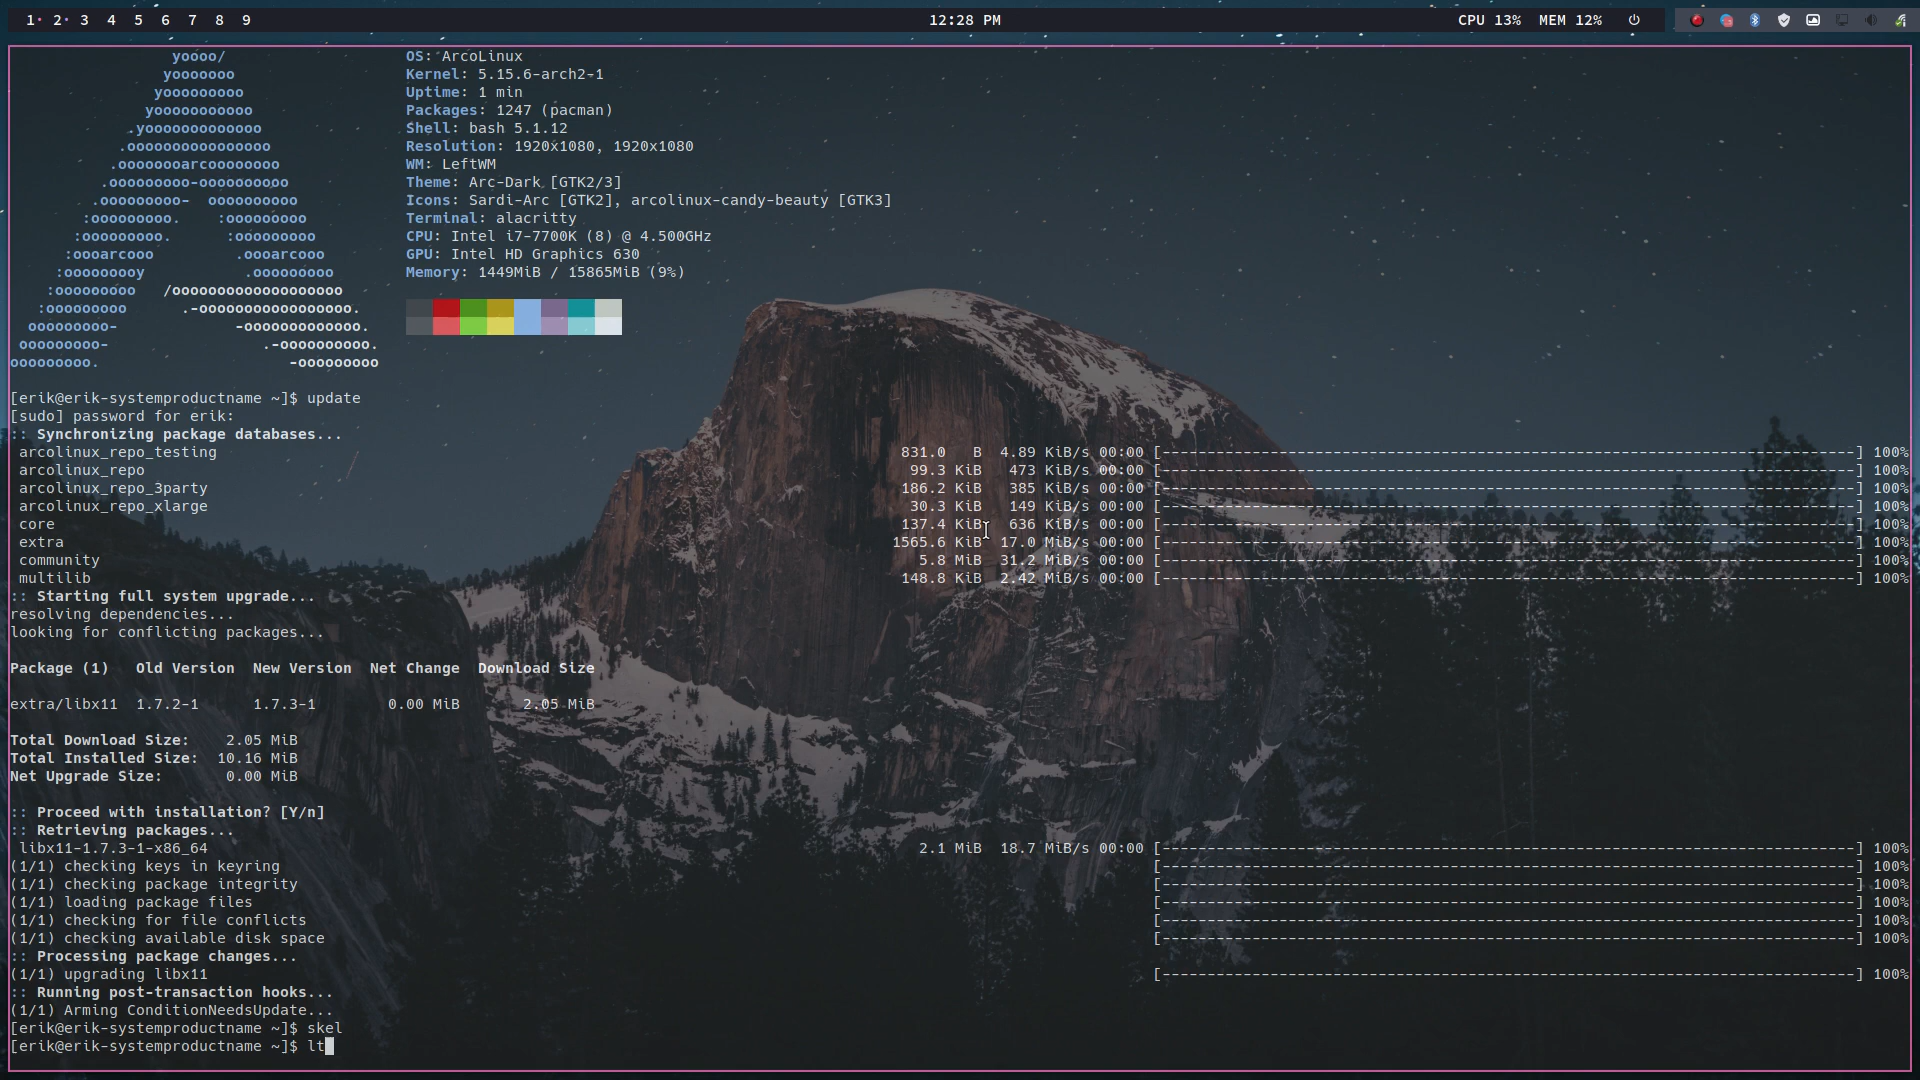 1 2 3 4 5 6 7 8 9 12:28 PM CPU 13% MEM 12%
yoooo/ OS: ArcoLinux
yooooooo Kernel: 5.15.6-arch2-1
yooooooooo Uptime: 1 min
yooooooooooo Packages: 1247 (pacman)
.yooooooooooooo Shell: bash 5.1.12
.oooooooooooooooo Resolution: 1920x1080, 1920x1080
.oooooooarcoooooooo WM: LeftWM
.ooooooooo-oooooooooo Theme: Arc-Dark [GTK2/3]
.ooooooooo- oooooooooo Icons: Sardi-Arc [GTK2], arcolinux-candy-beauty [GTK3]
:ooooooooo. :ooooooooo Terminal: alacritty
:ooooooooo. :ooooooooo CPU: Intel i7-7700K (8) @ 4.500GHz
:oooarcooo .oooarcooo GPU: Intel HD Graphics 630
:ooooooooy .ooooooooo Memory: 1449MiB / 15865MiB (9%)
:ooooooooo /ooooooooooooooooooo
:ooooooooo .-ooooooooooooooooo.
ooooooooo- -ooooooooooooo.
ooooooooo- .-oooooooooo.
ooooooooo. -ooooooooo
[erik@erik-systemproductname ~]$ update
[sudo] password for erik:
:: Synchronizing package databases...
arcolinux_repo_testing 831.0 B 4.89 KiB/s 00:00 [-----------------------------------------------------------------------------] 100%
arcolinux_repo 99.3 KiB 473 KiB/s 00:00 [-----------------------------------------------------------------------------] 100%
arcolinux_repo_3party 186.2 KiB 385 KiB/s 00:00 [-----------------------------------------------------------------------------] 100%
arcolinux_repo_xlarge 30.3 KiB 149 KiB/s 00:00 [-----------------------------------------------------------------------------] 100%
core 137.4 KiB 636 KiB/s 00:00 [-----------------------------------------------------------------------------] 100%
extra 1565.6 KiB 17.0 MiB/s 00:00 [-----------------------------------------------------------------------------] 100%
community 5.8 MiB 31.2 MiB/s 00:00 [-----------------------------------------------------------------------------] 100%
multilib 148.8 KiB 2.42 MiB/s 00:00 [-----------------------------------------------------------------------------] 100%
:: Starting full system upgrade...
resolving dependencies...
looking for conflicting packages...
Package (1) Old Version New Version Net Change Download Size
extra/libx11 1.7.2-1 1.7.3-1 0.00 MiB 2.05 MiB
Total Download Size: 2.05 MiB
Total Installed Size: 10.16 MiB
Net Upgrade Size: 0.00 MiB
:: Proceed with installation? [Y/n]
:: Retrieving packages...
libx11-1.7.3-1-x86_64 2.1 MiB 18.7 MiB/s 00:00 [-----------------------------------------------------------------------------] 100%
(1/1) checking keys in keyring [-----------------------------------------------------------------------------] 100%
(1/1) checking package integrity [-----------------------------------------------------------------------------] 100%
(1/1) loading package files [-----------------------------------------------------------------------------] 100%
(1/1) checking for file conflicts [-----------------------------------------------------------------------------] 100%
(1/1) checking available disk space [-----------------------------------------------------------------------------] 100%
:: Processing package changes...
(1/1) upgrading libx11 [-----------------------------------------------------------------------------] 100%
:: Running post-transaction hooks...
(1/1) Arming ConditionNeedsUpdate...
[erik@erik-systemproductname ~]$ skel
[erik@erik-systemproductname ~]$ lt